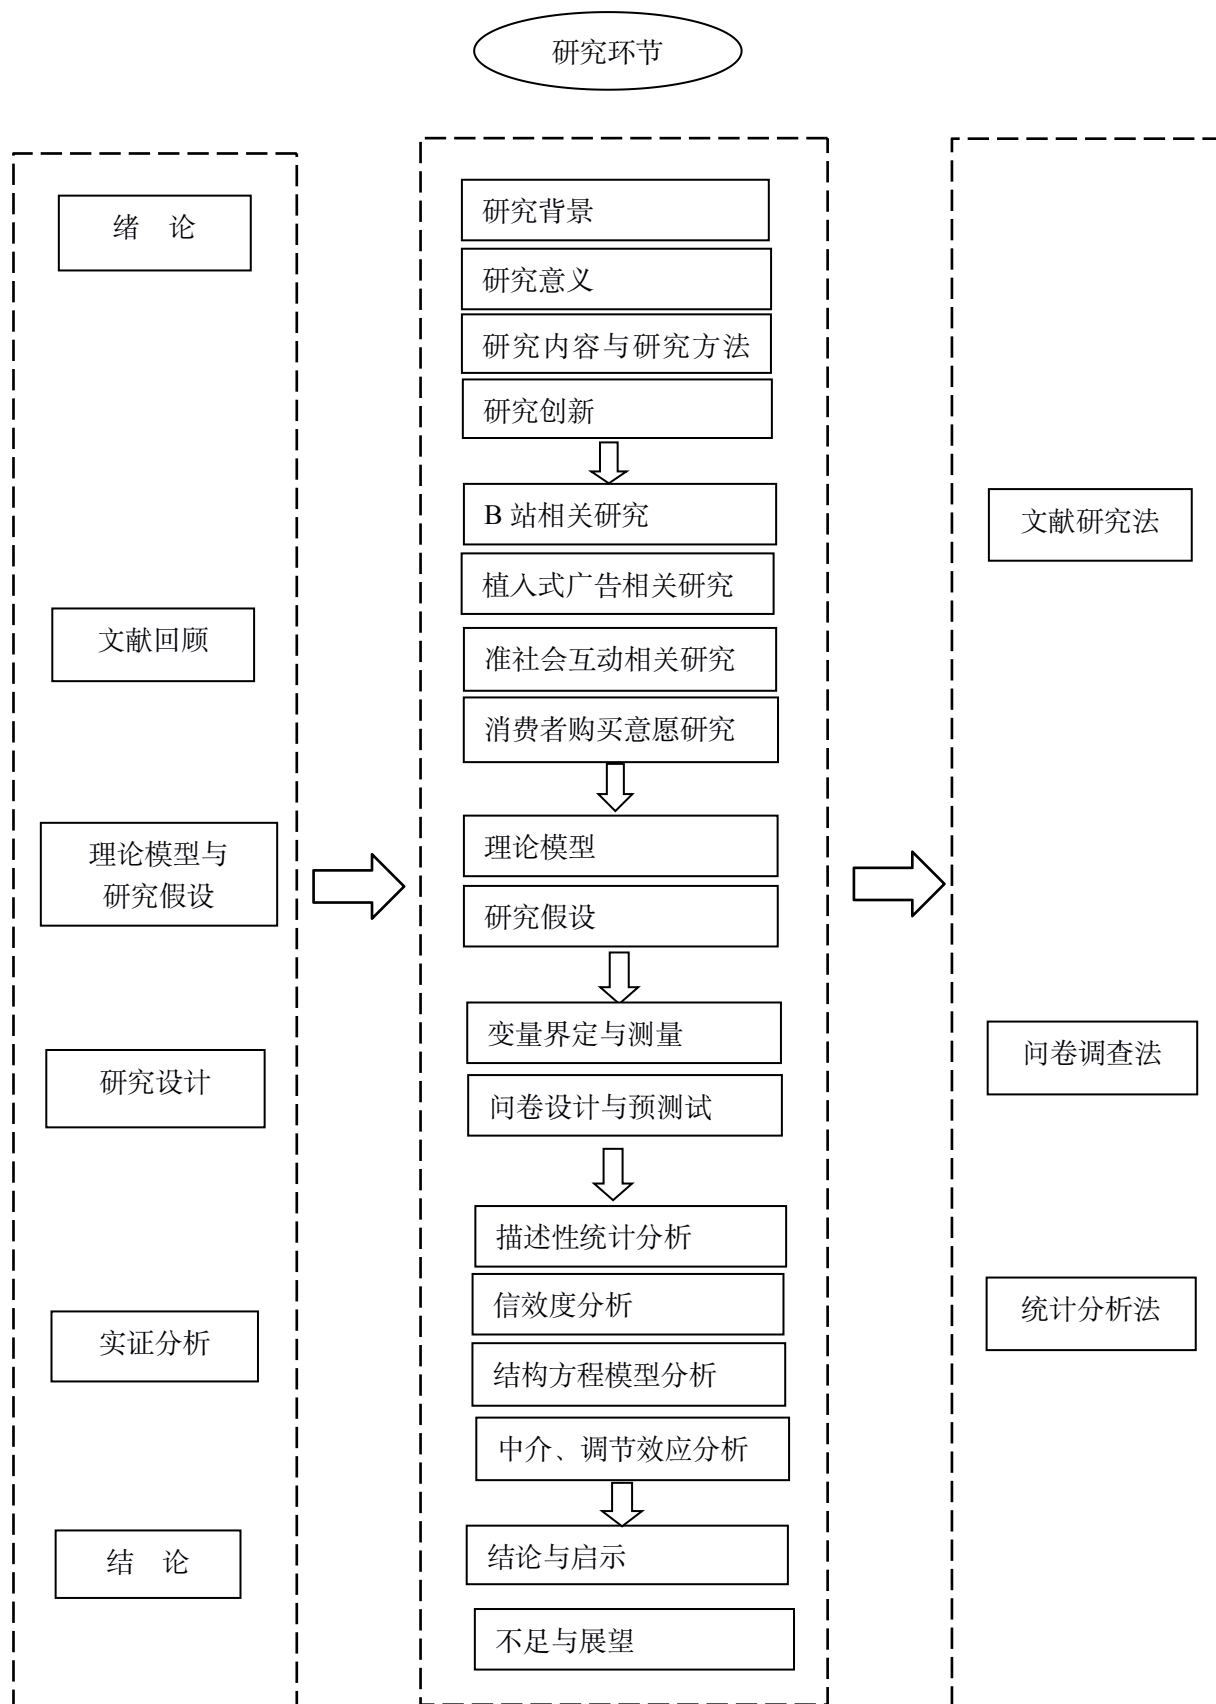 研究环节
绪 论
文献回顾
理论模型与
研究假设
研究设计
实证分析
结 论
研究背景
研究意义
研究内容与研究方法
研究创新
B 站相关研究
植入式广告相关研究
准社会互动相关研究
消费者购买意愿研究
理论模型
研究假设
变量界定与测量
问卷设计与预测试
描述性统计分析
信效度分析
结构方程模型分析
中介、调节效应分析
结论与启示
不足与展望
文献研究法
问卷调查法
统计分析法